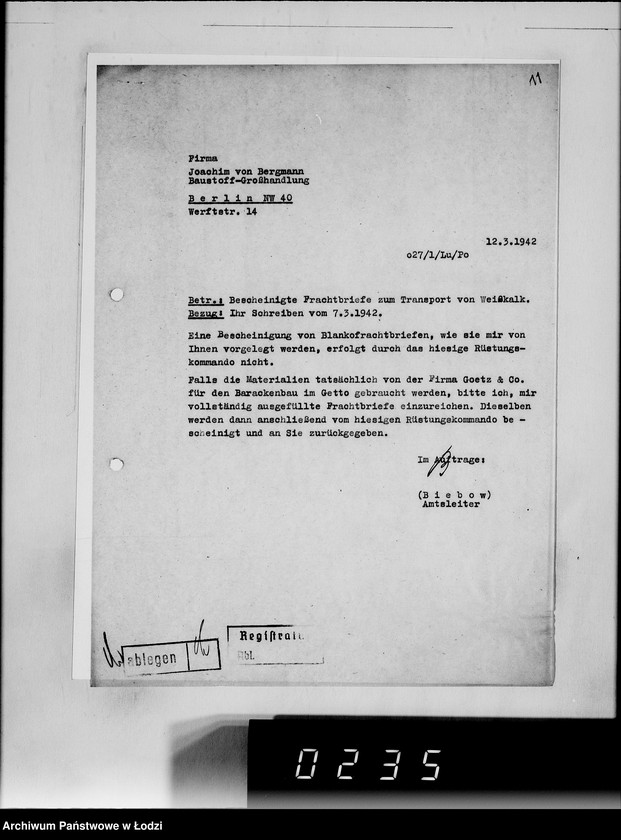 11
Firma
Joachim von Bergmann
Baustoff-Großhandlung
B e r l i n  NW 40
Werftstr. 14
12.3.1942
o27/1/Lu/Po
Betr.: Bescheinigte Frachtbriefe zum Transport von Weißkalk.
Bezug: Ihr Schreiben vom 7.3.1942.
Eine Bescheinigung von Blankofrachtbriefen, wie sie mir von
Ihnen vorgelegt werden, erfolgt durch das hiesige Rüstungs-
kommando nicht.
Falls die Materialien tatsächlich von der Firma Goetz & Co.
für den Barackenbau im Getto gebraucht werden, bitte ich, mir
vollständig ausgefüllte Frachtbriefe einzureichen. Dieselben
werden dann anschließend vom hiesigen Rüstungskommando be -
scheinigt und an Sie zurückgegeben.
Im Auftrage:
(B i e b o w)
Amtsleiter
ablegen
Registrat
Abt.
0235
Archiwum Państwowe w Łodzi